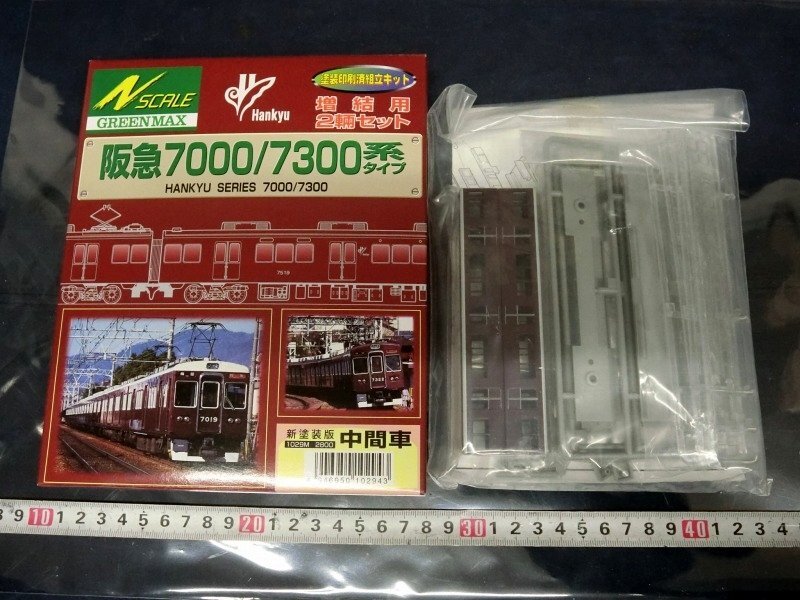 N SCALE
GREENMAX
Hankyu
塗装印刷済組立キット
増結用
2輌セット
阪急7000/7300系
タイプ
HANKYU SERIES 7000/7300
7519
7019
新塗装版
1029M 2800
中間車
8 9 10 1 2 3 4 5 6 7 8 9 20 1 2 3 4 5 6 7 8 9 30 1 2 3 4 5 6 7 8 9 40 1 2 3 4